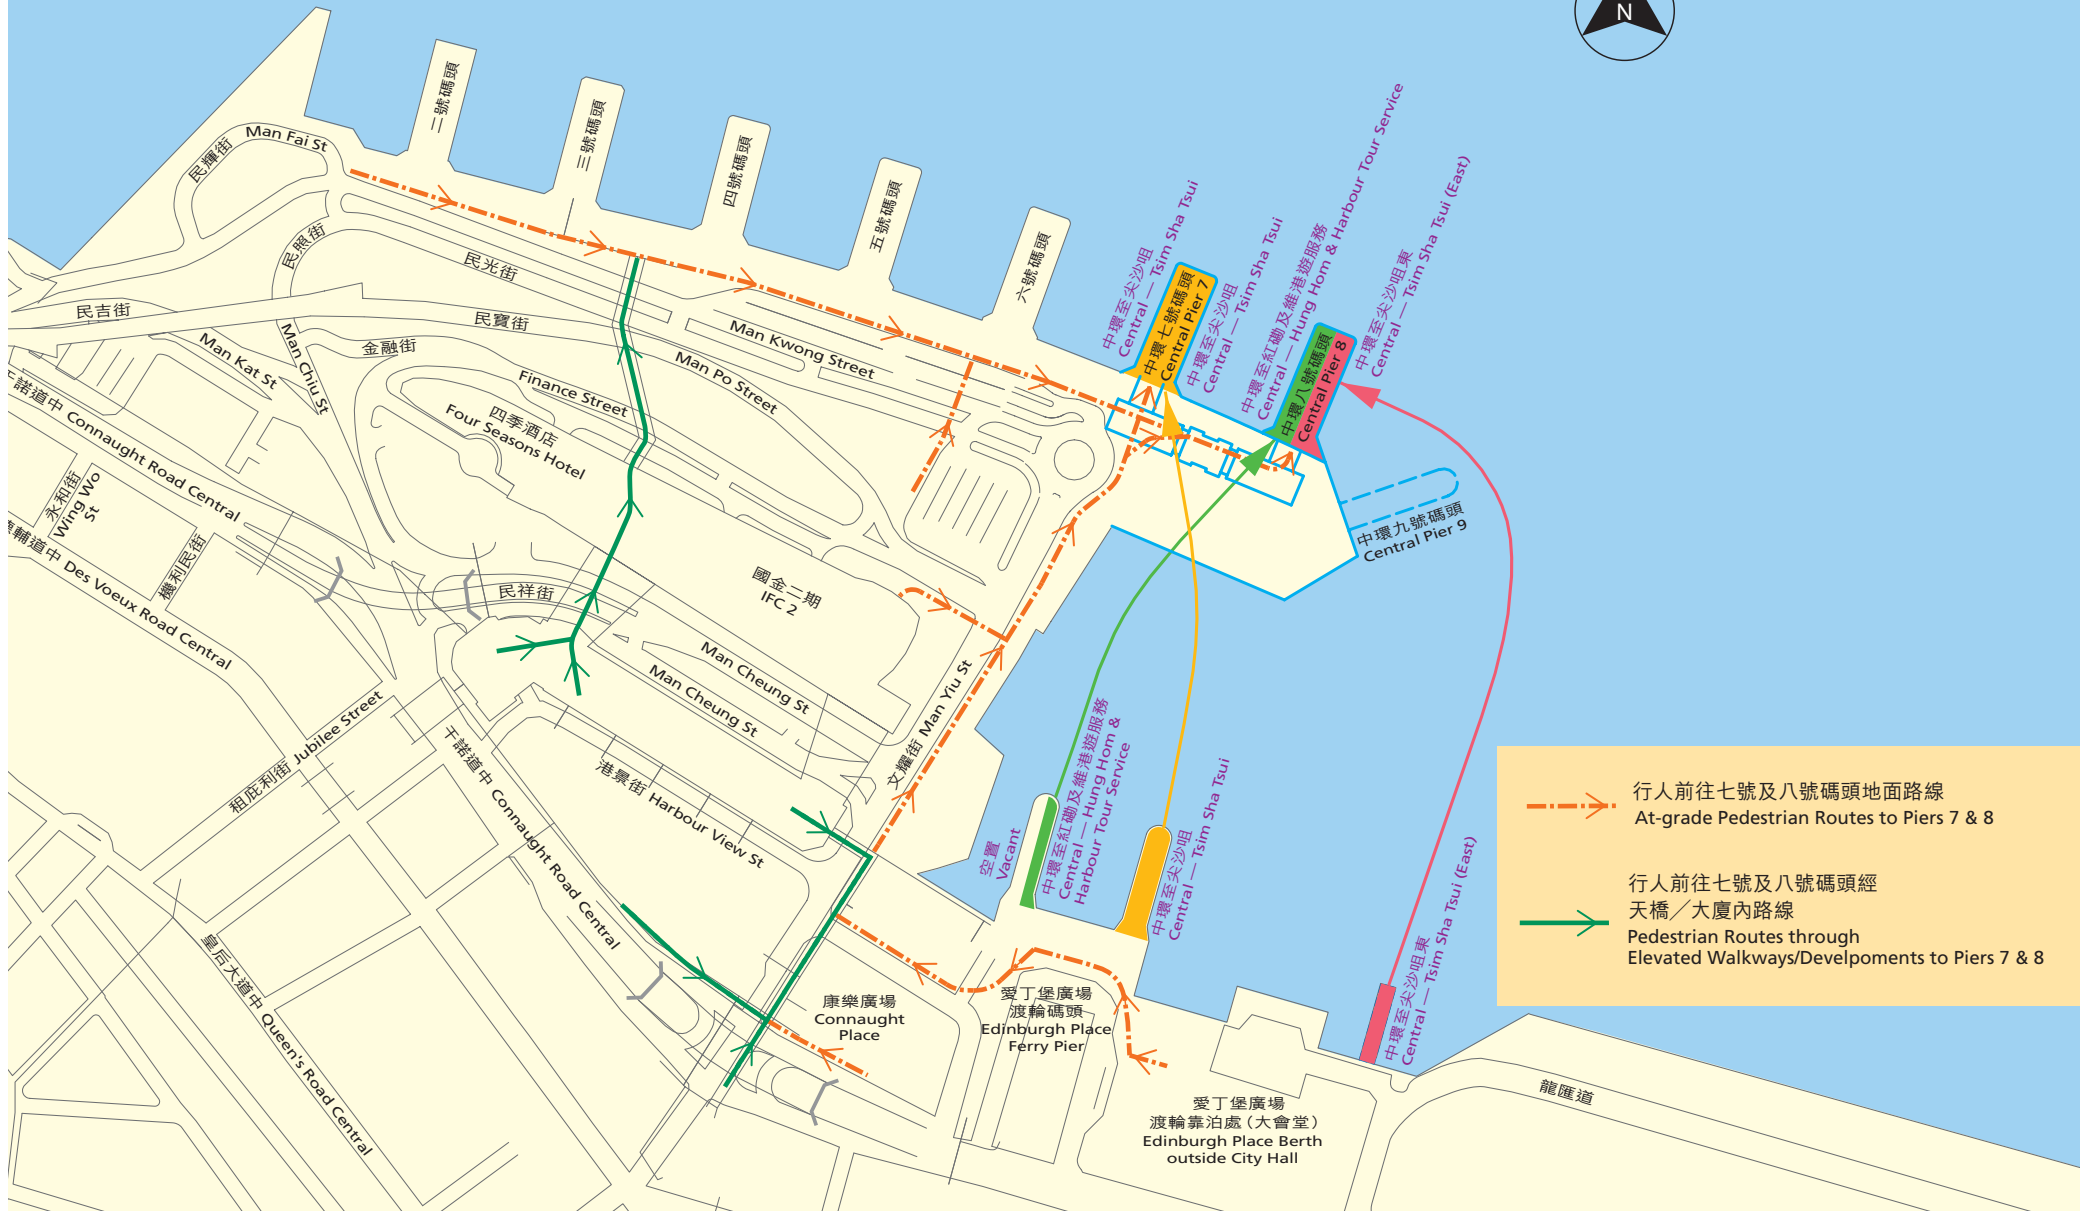 N
二號碼頭
三號碼頭
四號碼頭
五號碼頭
六號碼頭
中環至尖沙咀
Central — Tsim Sha Tsui
中環七號碼頭
Central Pier 7
中環至尖沙咀
Central — Tsim Sha Tsui
中環至紅磡及維港遊服務
Central — Hung Hom & Harbour Tour Service
中環八號碼頭
Central Pier 8
中環至尖沙咀東
Central — Tsim Sha Tsui (East)
中環九號碼頭
Central Pier 9
民輝街
Man Fai St
民照街
民光街
民吉街
民寶街
Man Kat St
Man Chiu St
金融街
Finance Street
Man Kwong Street
Man Po Street
四季酒店
Four Seasons Hotel
干諾道中 Connaught Road Central
永和街
Wing Wo
St
機利民街
德輔道中 Des Voeux Road Central
民祥街
國金二期
IFC 2
Man Cheung St
Man Cheung St
文耀街 Man Yiu St
租庇利街 Jubilee Street
干諾道中 Connaught Road Central
港景街 Harbour View St
皇后大道中 Queen's Road Central
空置
Vacant
中環至紅磡及維港遊服務
Central — Hung Hom &
Harbour Tour Service
中環至尖沙咀
Central — Tsim Sha Tsui
中環至尖沙咀東
Central — Tsim Sha Tsui (East)
康樂廣場
Connaught
Place
愛丁堡廣場
渡輪碼頭
Edinburgh Place
Ferry Pier
愛丁堡廣場
渡輪靠泊處(大會堂)
Edinburgh Place Berth
outside City Hall
龍匯道
行人前往七號及八號碼頭地面路線
At-grade Pedestrian Routes to Piers 7 & 8
行人前往七號及八號碼頭經
天橋╱大廈內路線
Pedestrian Routes through
Elevated Walkways/Develpoments to Piers 7 & 8